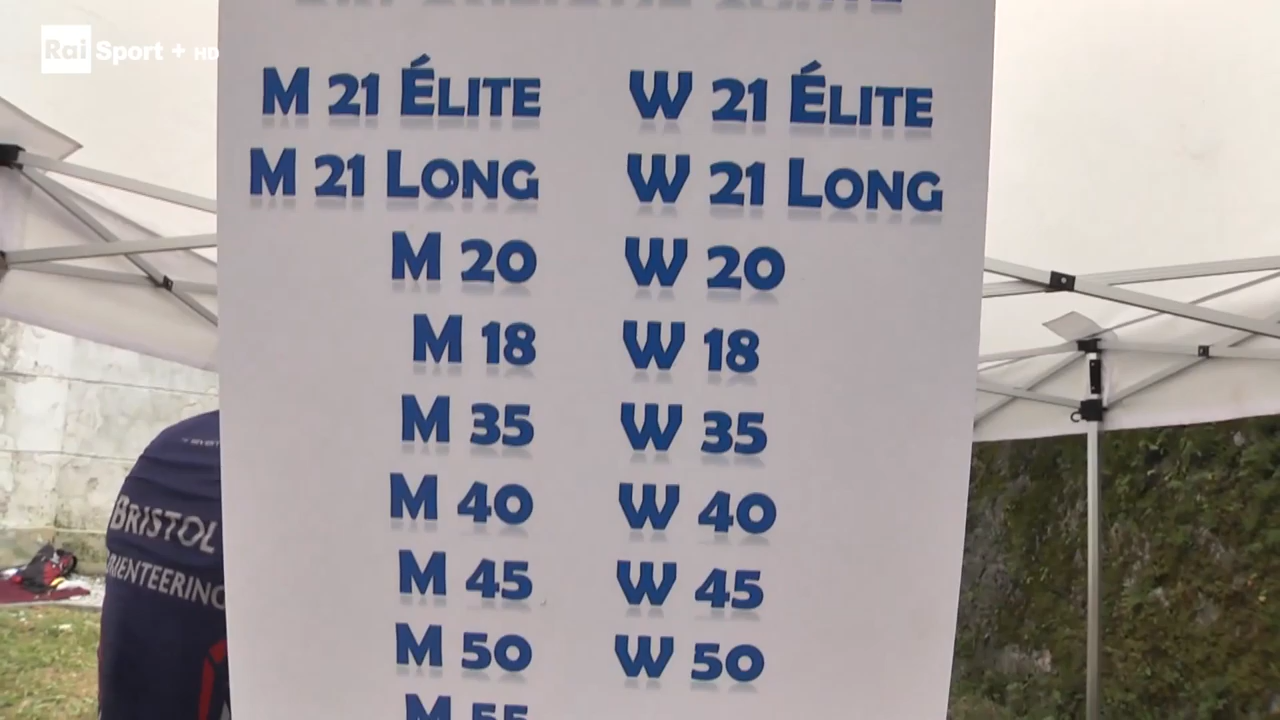 Rai Sport + HD
M 21 ÉLITE W 21 ÉLITE
M 21 LONG W 21 LONG
M 20 W 20
M 18 W 18
M 35 W 35
M 40 W 40
M 45 W 45
M 50 W 50
M 55
BRISTOL
RIENTEERING